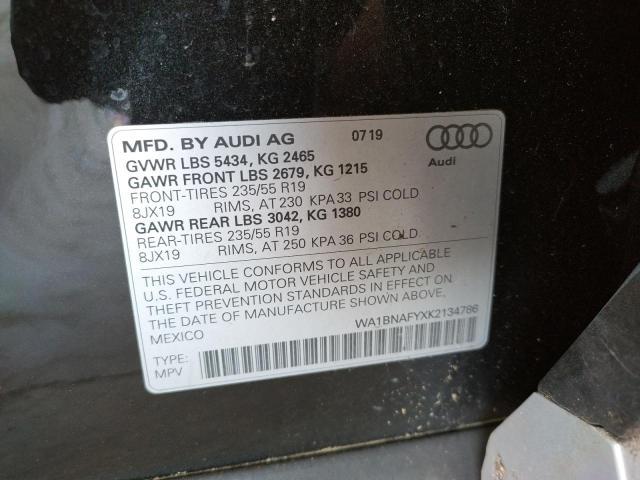 MFD. BY AUDI AG 0719
GVWR LBS 5434, KG 2465
GAWR FRONT LBS 2679, KG 1215
FRONT-TIRES 235/55 R19
8JX19 RIMS, AT 230 KPA 33 PSI COLD
GAWR REAR LBS 3042, KG 1380
REAR-TIRES 235/55 R19
8JX19 RIMS, AT 250 KPA 36 PSI COLD
Audi
THIS VEHICLE CONFORMS TO ALL APPLICABLE
U.S. FEDERAL MOTOR VEHICLE SAFETY AND
THEFT PREVENTION STANDARDS IN EFFECT ON
THE DATE OF MANUFACTURE SHOWN ABOVE,
MEXICO
WA1BNAFYXK2134786
TYPE:
MPV